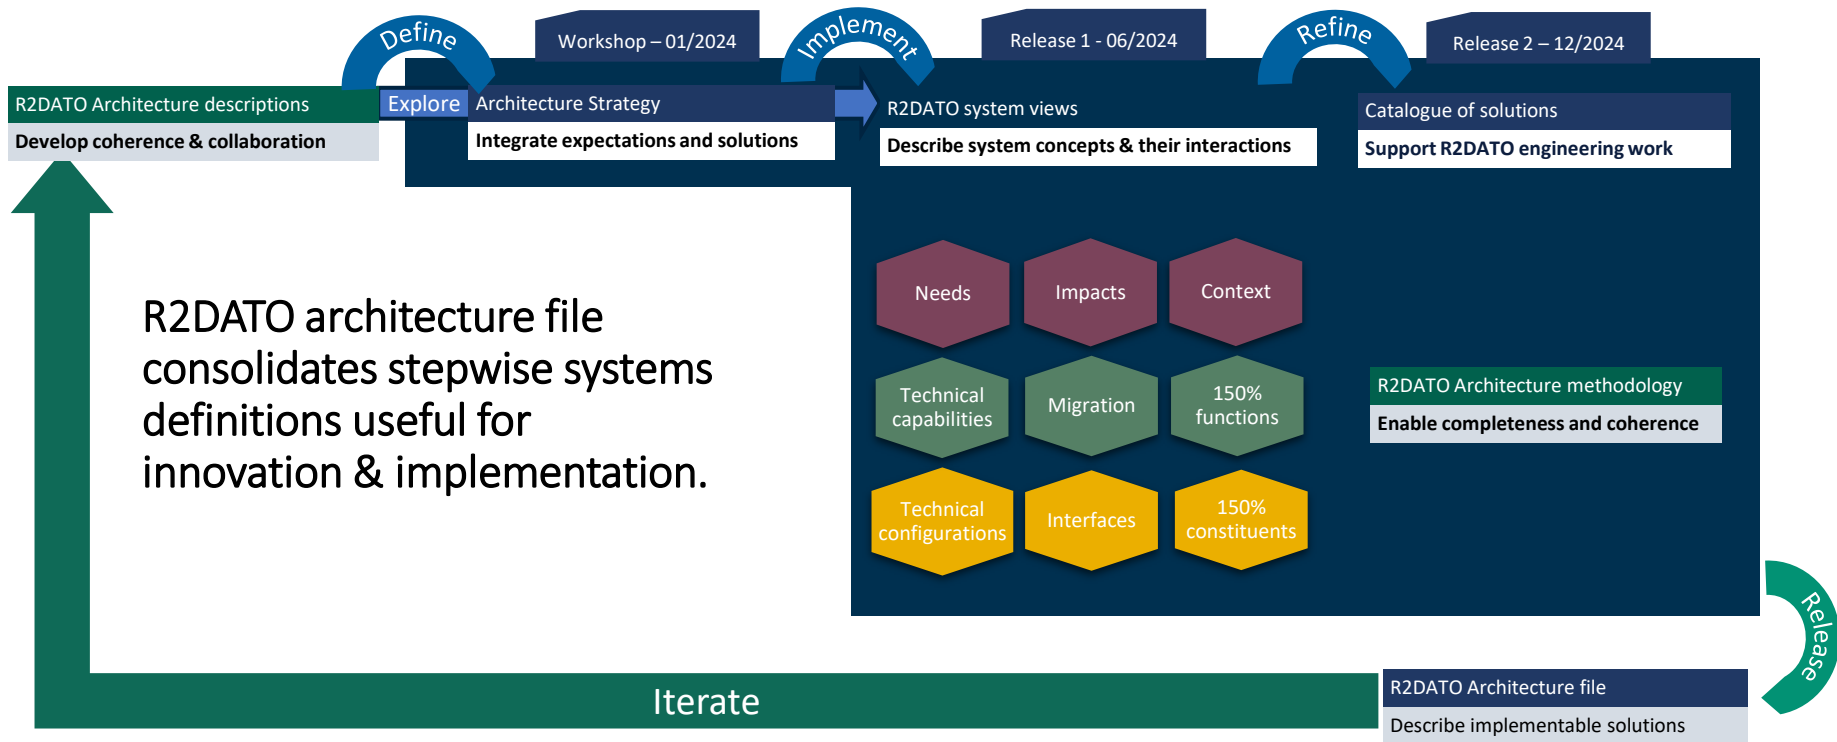 Define
Workshop – 01/2024
Implement
Release 1 - 06/2024
Refine
Release 2 – 12/2024
R2DATO Architecture descriptions
Develop coherence & collaboration
Explore
Architecture Strategy
Integrate expectations and solutions
R2DATO system views
Describe system concepts & their interactions
Catalogue of solutions
Support R2DATO engineering work
R2DATO architecture file
consolidates stepwise systems
definitions useful for
innovation & implementation.
Needs
Impacts
Context
Technical
capabilities
Migration
150%
functions
Technical
configurations
Interfaces
150%
constituents
R2DATO Architecture methodology
Enable completeness and coherence
Release
Iterate
R2DATO Architecture file
Describe implementable solutions